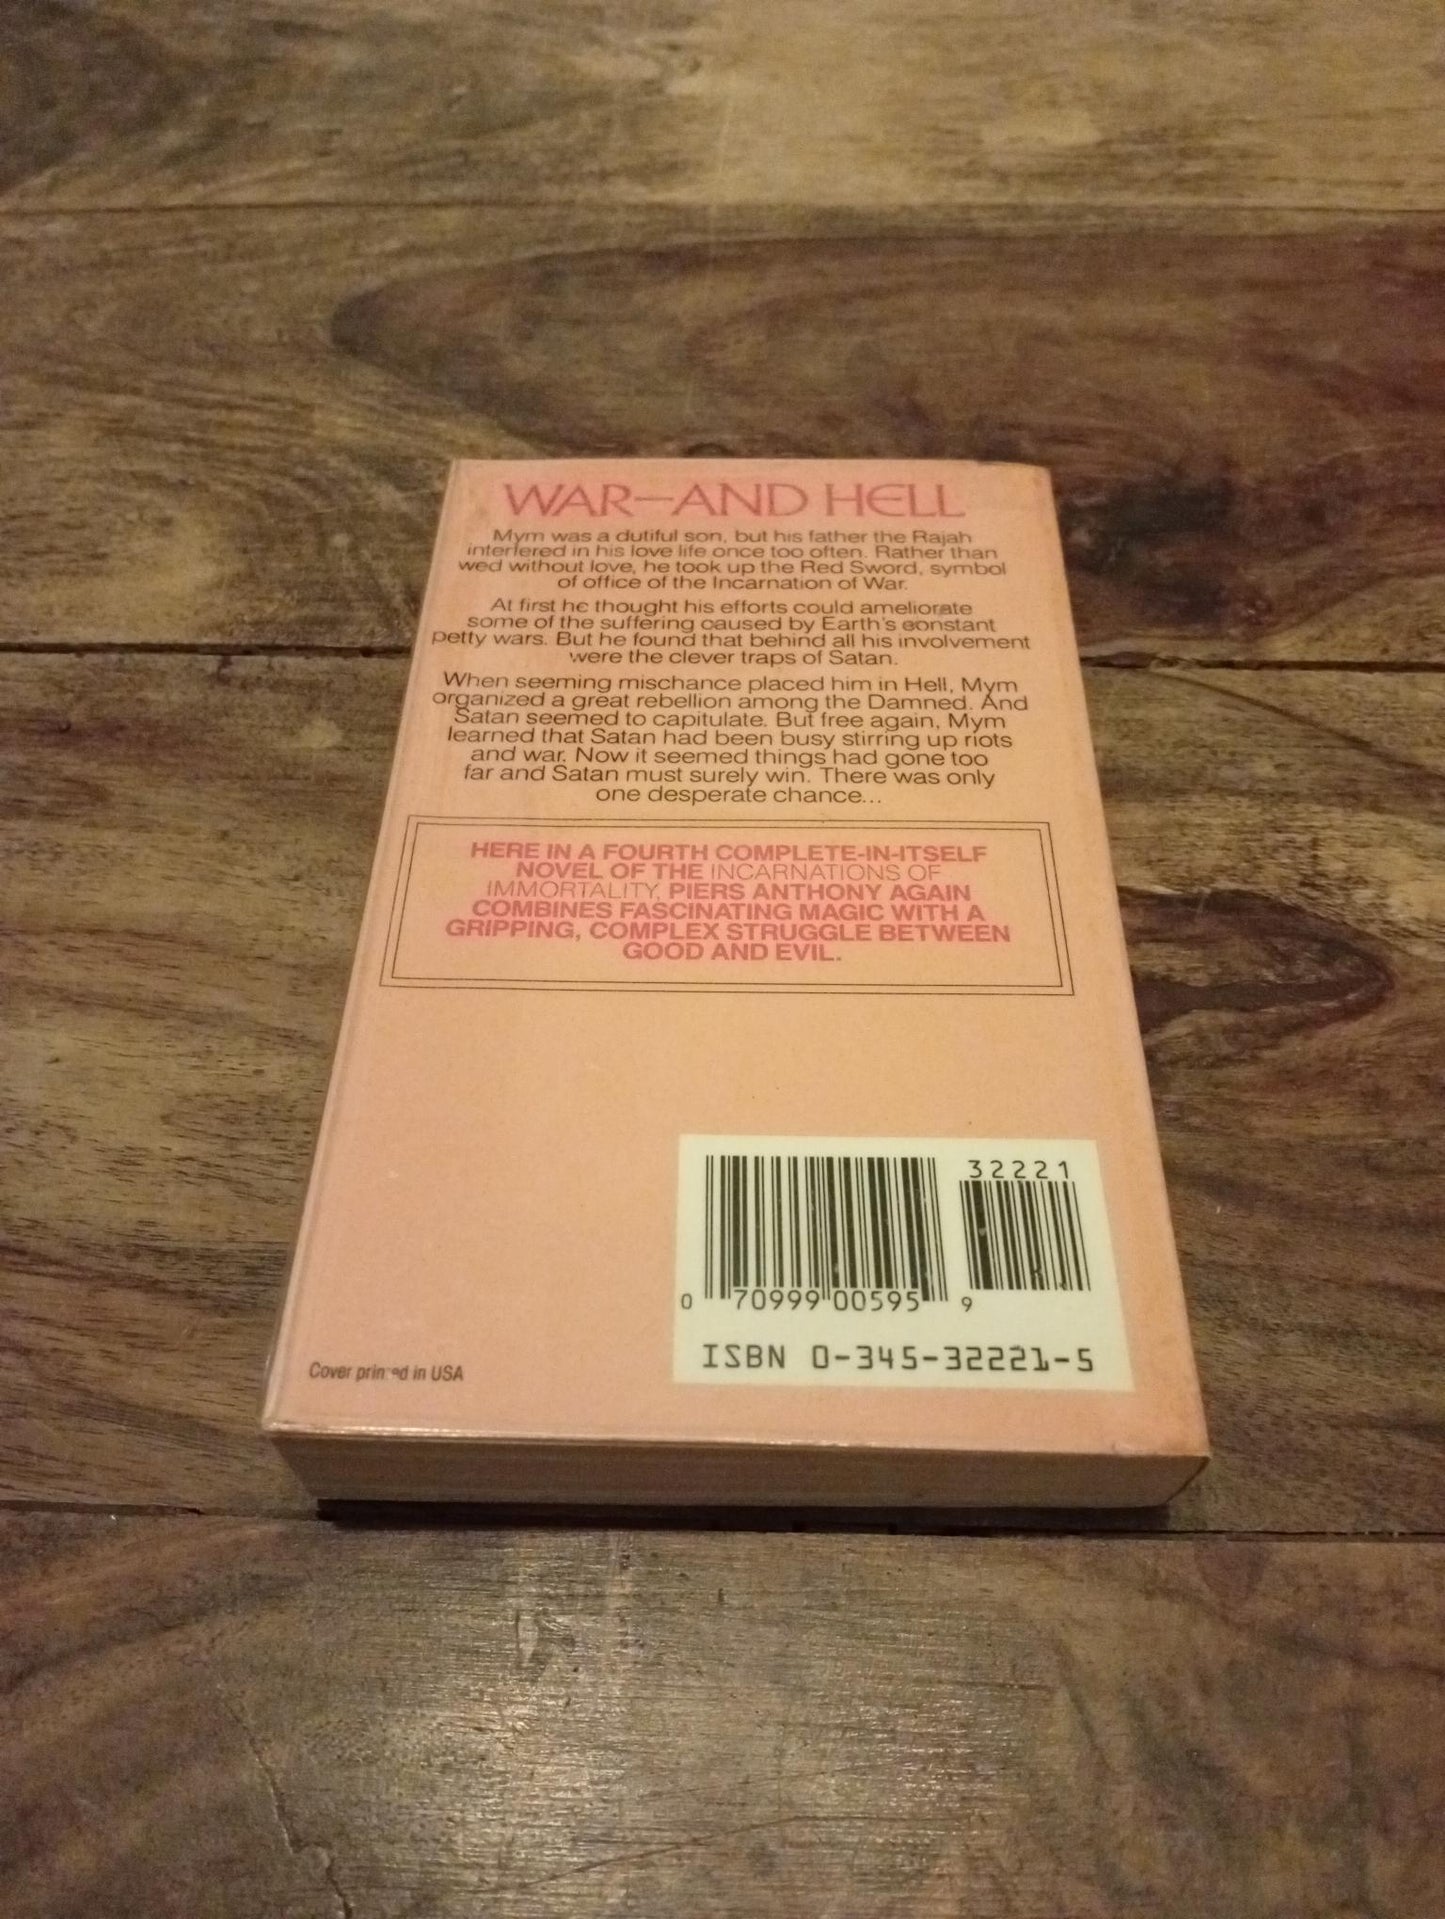 WAR—AND HELL
Mym was a dutiful son, but his father the Rajah
interfered in his love life once too often. Rather than
wed without love, he took up the Red Sword, symbol
of office of the Incarnation of War.
At first he thought his efforts could ameliorate
some of the suffering caused by Earth's constant
petty wars. But he found that behind all his involvement
were the clever traps of Satan.
When seeming mischance placed him in Hell, Mym
organized a great rebellion among the Damned. And
Satan seemed to capitulate. But free again, Mym
learned that Satan had been busy stirring up riots
and war. Now it seemed things had gone too
far and Satan must surely win. There was only
one desperate chance...
HERE IN A FOURTH COMPLETE-IN-ITSELF
NOVEL OF THE INCARNATIONS OF
IMMORTALITY, PIERS ANTHONY AGAIN
COMBINES FASCINATING MAGIC WITH A
GRIPPING, COMPLEX STRUGGLE BETWEEN
GOOD AND EVIL.
32221
0 70999 00595 9
ISBN 0-345-32221-5
Cover printed in USA